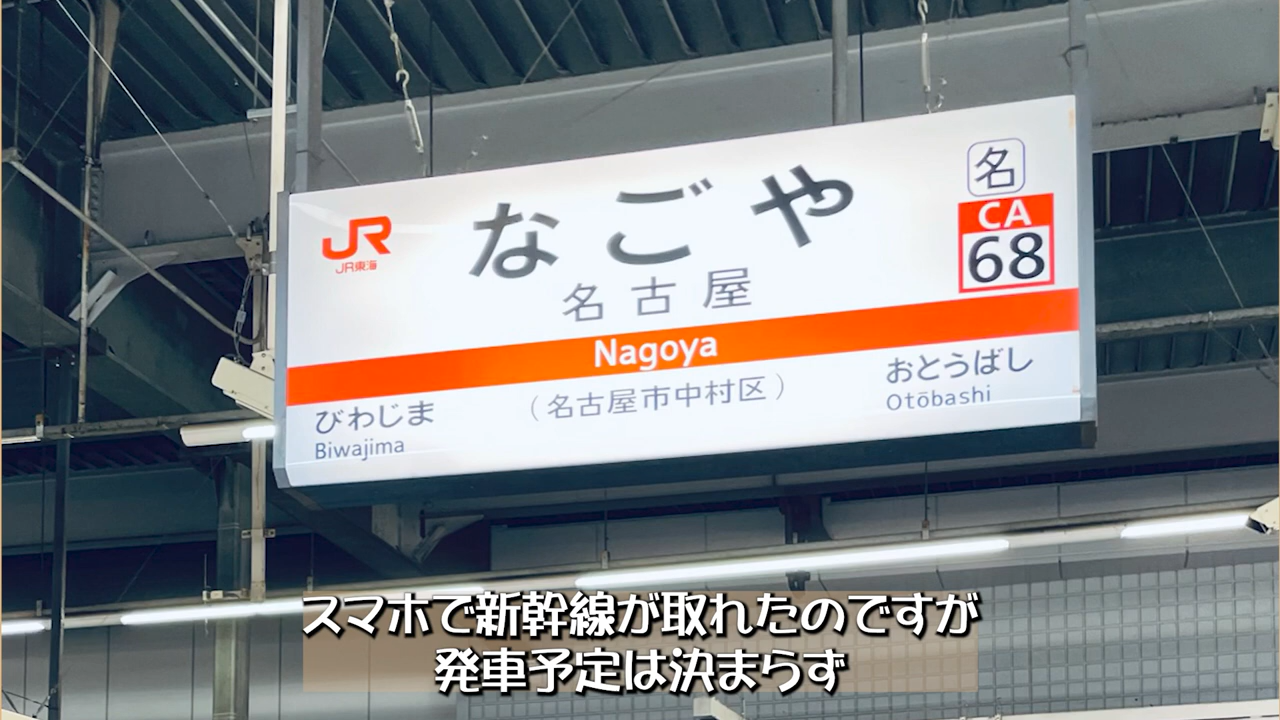 JR
JR東海
なごや
名古屋
Nagoya
(名古屋市中村区)
名
CA
68
びわじま
Biwajima
おとうばし
Otōbashi
スマホで新幹線が取れたのですが
発車予定は決まらず